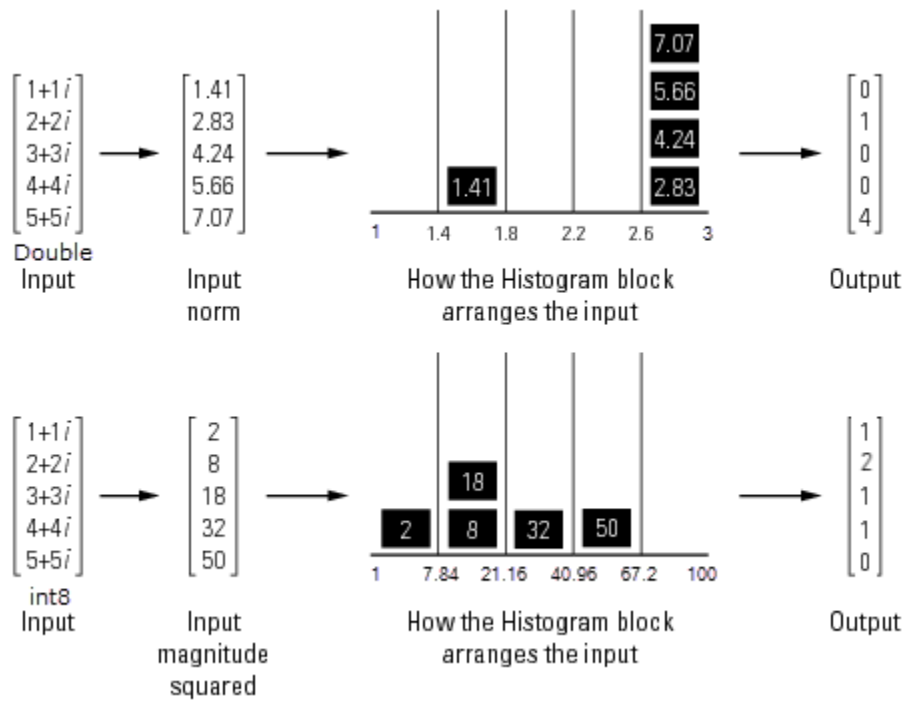 1+1i
2+2i
3+3i
4+4i
5+5i
Double
Input
1.41
2.83
4.24
5.66
7.07
Input
norm
7.07
5.66
4.24
1.41
2.83
1
1.4
1.8
2.2
2.6
3
How the Histogram block
arranges the input
0
1
0
0
4
Output
1+1i
2+2i
3+3i
4+4i
5+5i
int8
Input
2
8
18
32
50
Input
magnitude
squared
18
2
8
32
50
1
7.84
21.16
40.96
67.2
100
How the Histogram block
arranges the input
1
2
1
1
0
Output